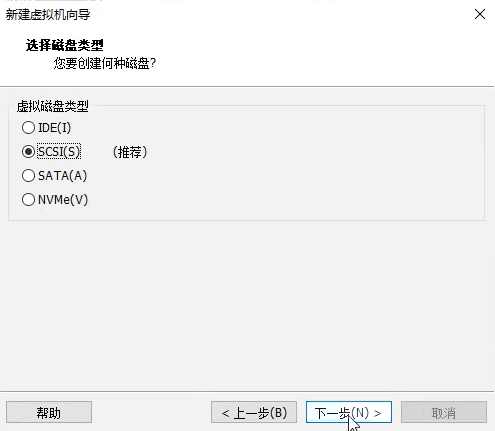 新建虚拟机向导
选择磁盘类型
您要创建何种磁盘?
虚拟磁盘类型
IDE(I)
SCSI(S) (推荐)
SATA(A)
NVMe(V)
帮助 < 上一步(B) 下一步(N) > 取消